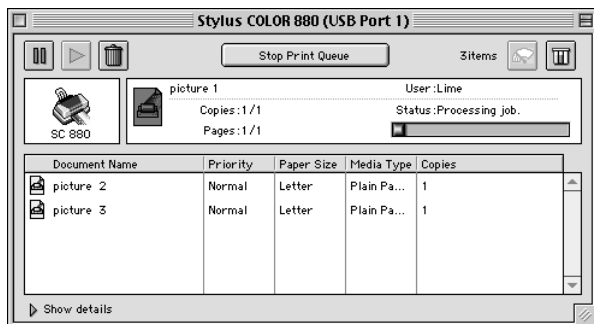 Stylus COLOR 880 (USB Port 1)
Stop Print Queue
3items
picture 1
User:Lime
Copies:1/1
Status:Processing job.
Pages:1/1
SC 880
Document Name Priority Paper Size Media Type Copies
picture 2 Normal Letter Plain Pa... 1
picture 3 Normal Letter Plain Pa... 1
Show details